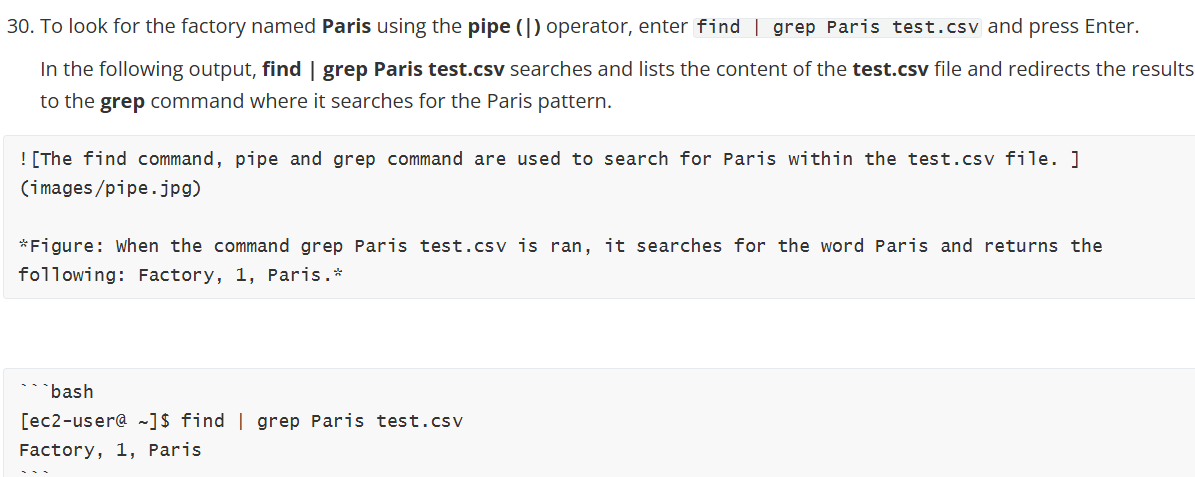 30. To look for the factory named Paris using the pipe (|) operator, enter find | grep Paris test.csv and press Enter.
In the following output, find | grep Paris test.csv searches and lists the content of the test.csv file and redirects the results
to the grep command where it searches for the Paris pattern.
![The find command, pipe and grep command are used to search for Paris within the test.csv file. ]
(images/pipe.jpg)
*Figure: When the command grep Paris test.csv is ran, it searches for the word Paris and returns the
following: Factory, 1, Paris.*
```bash
[ec2-user@ ~]$ find | grep Paris test.csv
Factory, 1, Paris
```